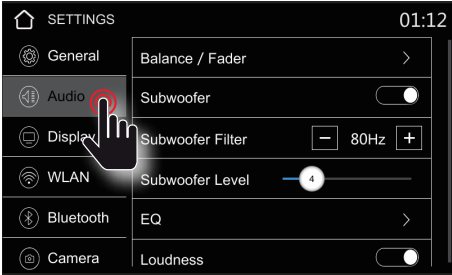 SETTINGS 01:12
General
Balance / Fader
Audio
Subwoofer
Display
Subwoofer Filter − 80Hz +
WLAN
Subwoofer Level 4
Bluetooth
EQ
Camera
Loudness